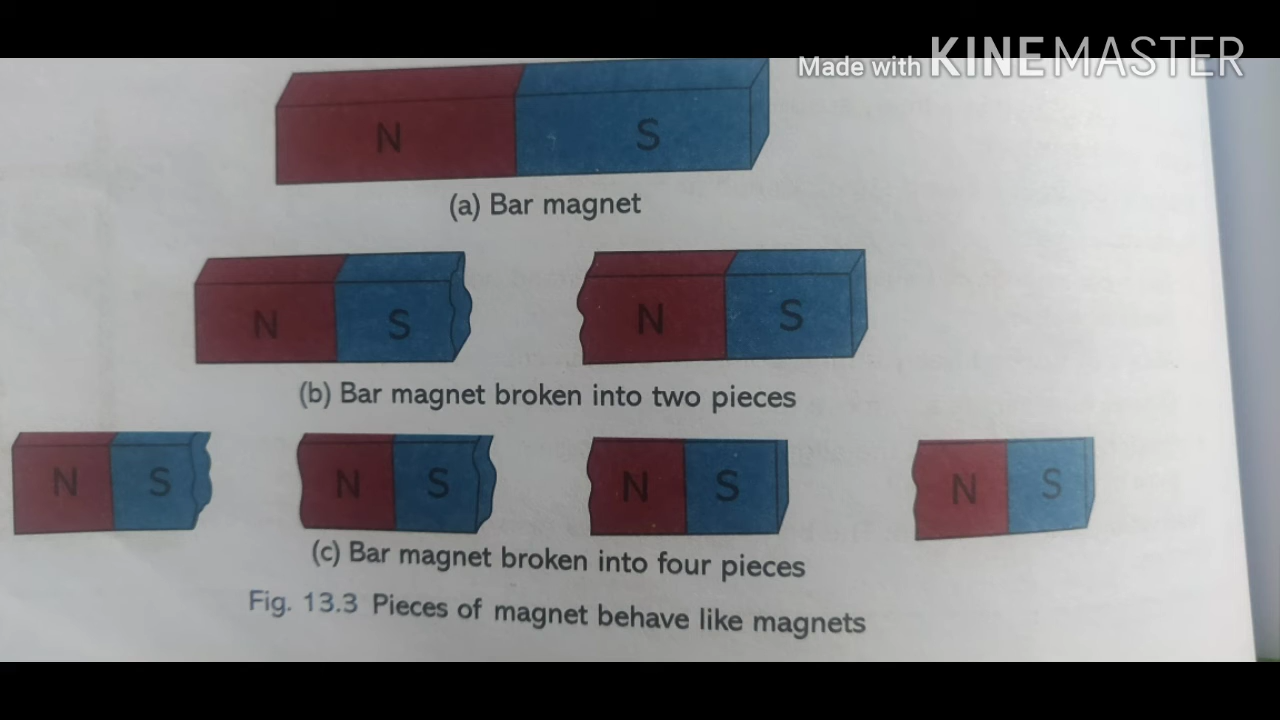 Made with KINEMASTER
N S
(a) Bar magnet
N S N S
(b) Bar magnet broken into two pieces
N S N S N S N S
(c) Bar magnet broken into four pieces
Fig. 13.3 Pieces of magnet behave like magnets